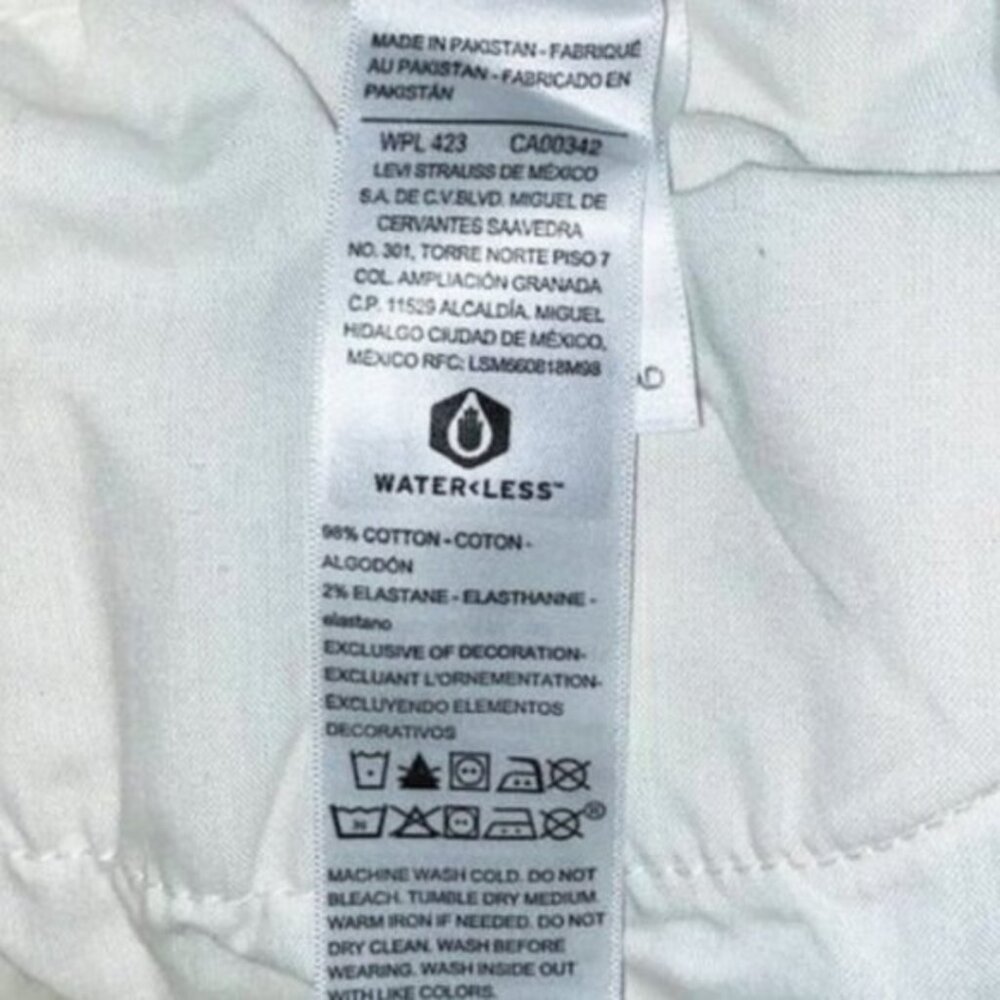 MADE IN PAKISTAN - FABRIQUÉ
AU PAKISTAN - FABRICADO EN
PAKISTÁN
WPL 423 CA00342
LEVI STRAUSS DE MÉXICO
S.A. DE C.V.BLVD. MIGUEL DE
CERVANTES SAAVEDRA
NO. 301, TORRE NORTE PISO 7
COL. AMPLIACIÓN GRANADA
C.P. 11529 ALCALDÍA. MIGUEL
HIDALGO CIUDAD DE MÉXICO,
MÉXICO RFC: LSM660818M98
WATER<LESS™
98% COTTON - COTON -
ALGODÓN
2% ELASTANE - ELASTHANNE -
elastano
EXCLUSIVE OF DECORATION-
EXCLUANT L'ORNEMENTATION-
EXCLUYENDO ELEMENTOS
DECORATIVOS
30 ®
MACHINE WASH COLD. DO NOT
BLEACH. TUMBLE DRY MEDIUM.
WARM IRON IF NEEDED. DO NOT
DRY CLEAN. WASH BEFORE
WEARING. WASH INSIDE OUT
WITH LIKE COLORS.